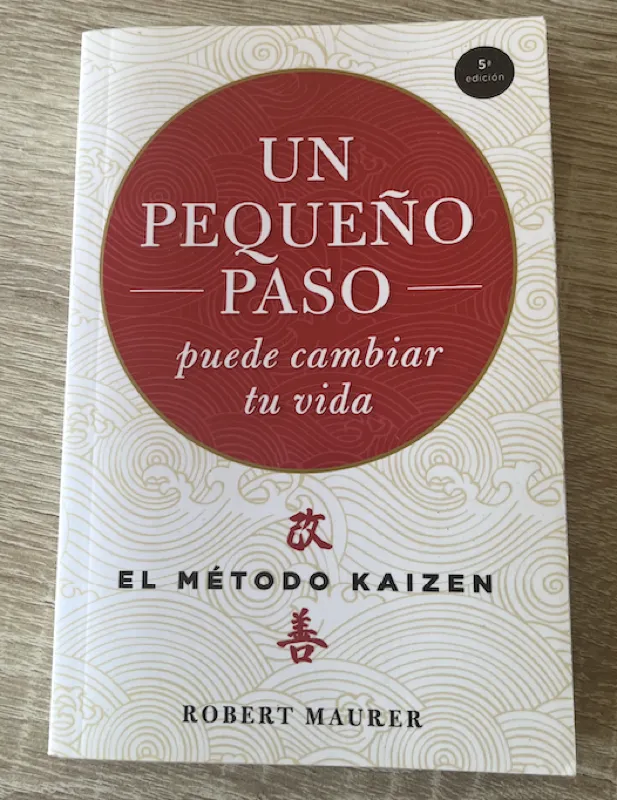 5ª
edición
UN
PEQUEÑO
PASO
puede cambiar
tu vida
改
EL MÉTODO KAIZEN
善
ROBERT MAURER